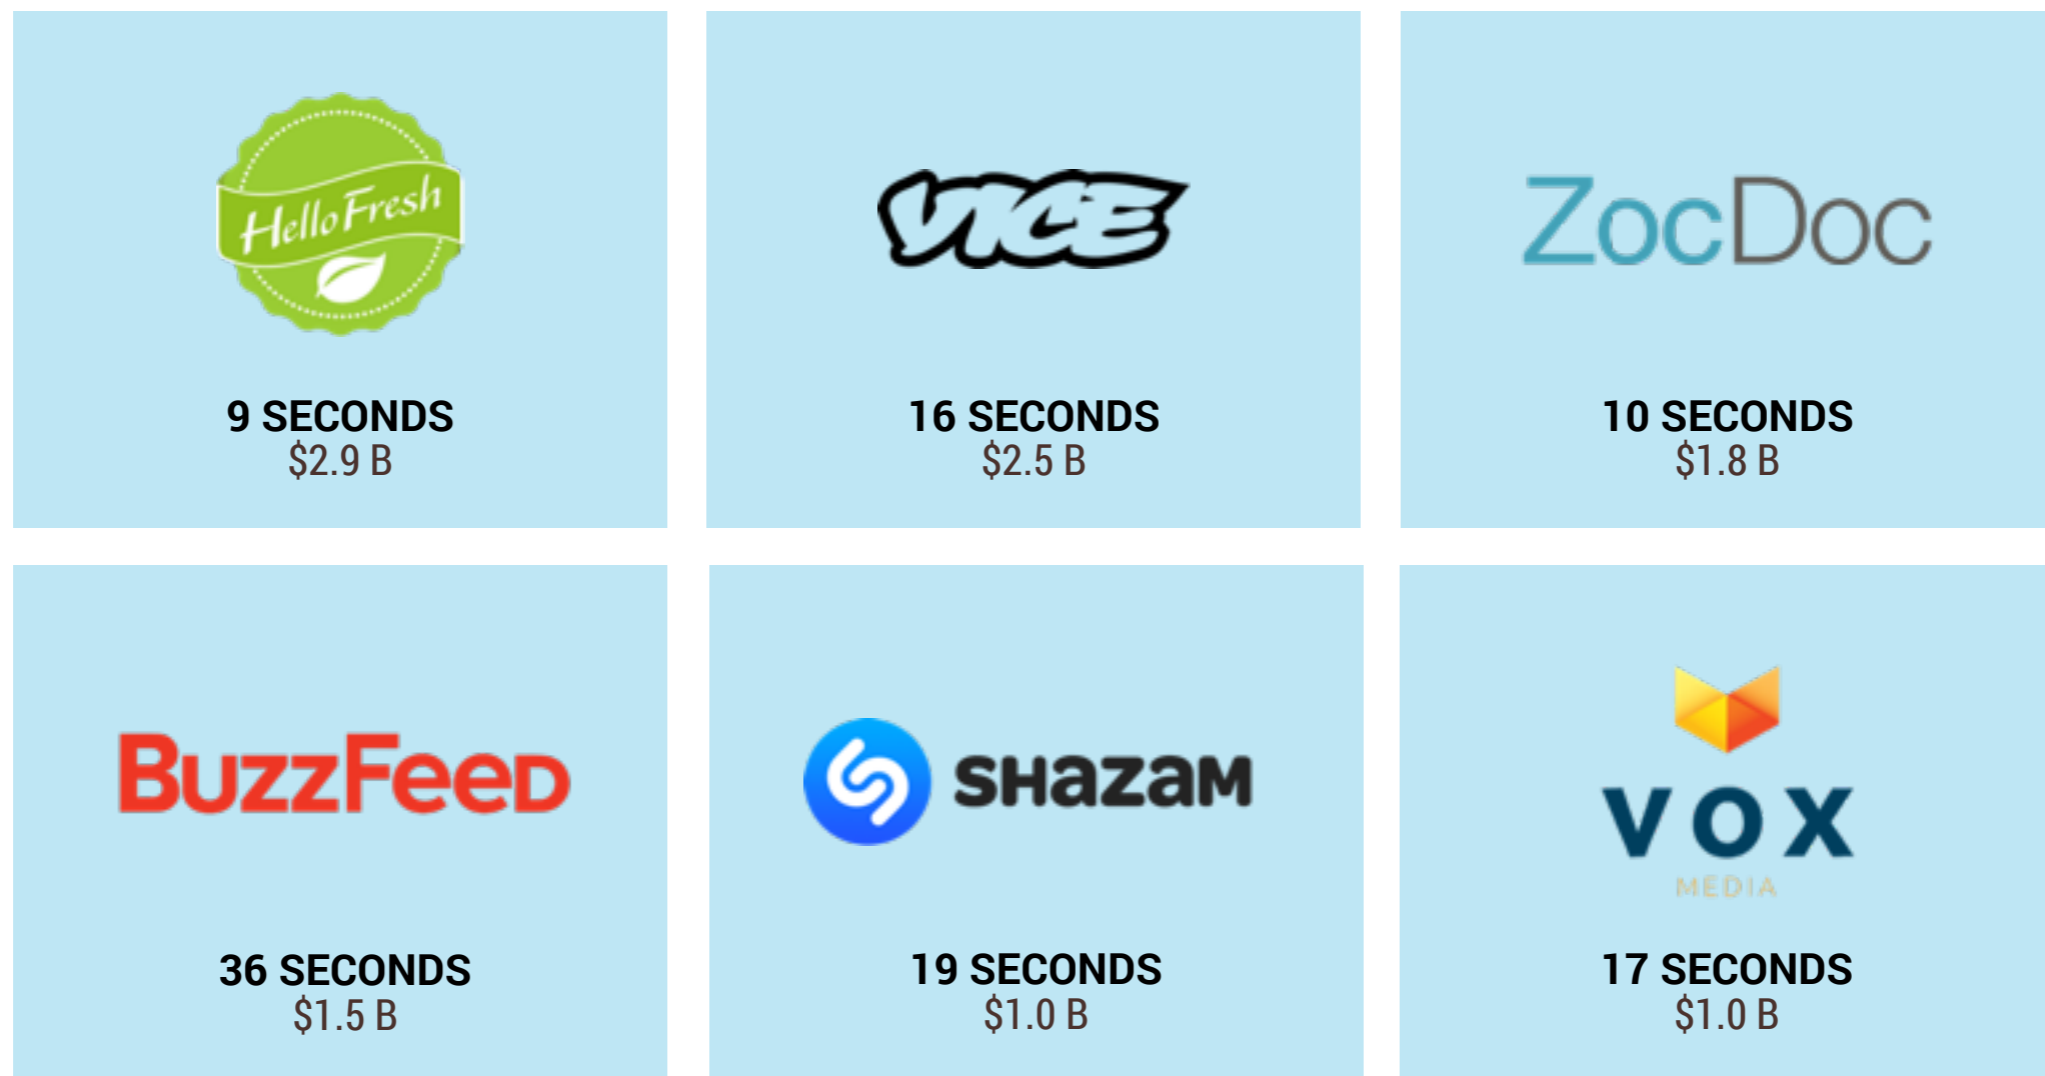 HelloFresh
9 SECONDS
$2.9 B
VICE
16 SECONDS
$2.5 B
ZocDoc
10 SECONDS
$1.8 B
BuzzFeed
36 SECONDS
$1.5 B
SHAZAM
19 SECONDS
$1.0 B
VOX
MEDIA
17 SECONDS
$1.0 B